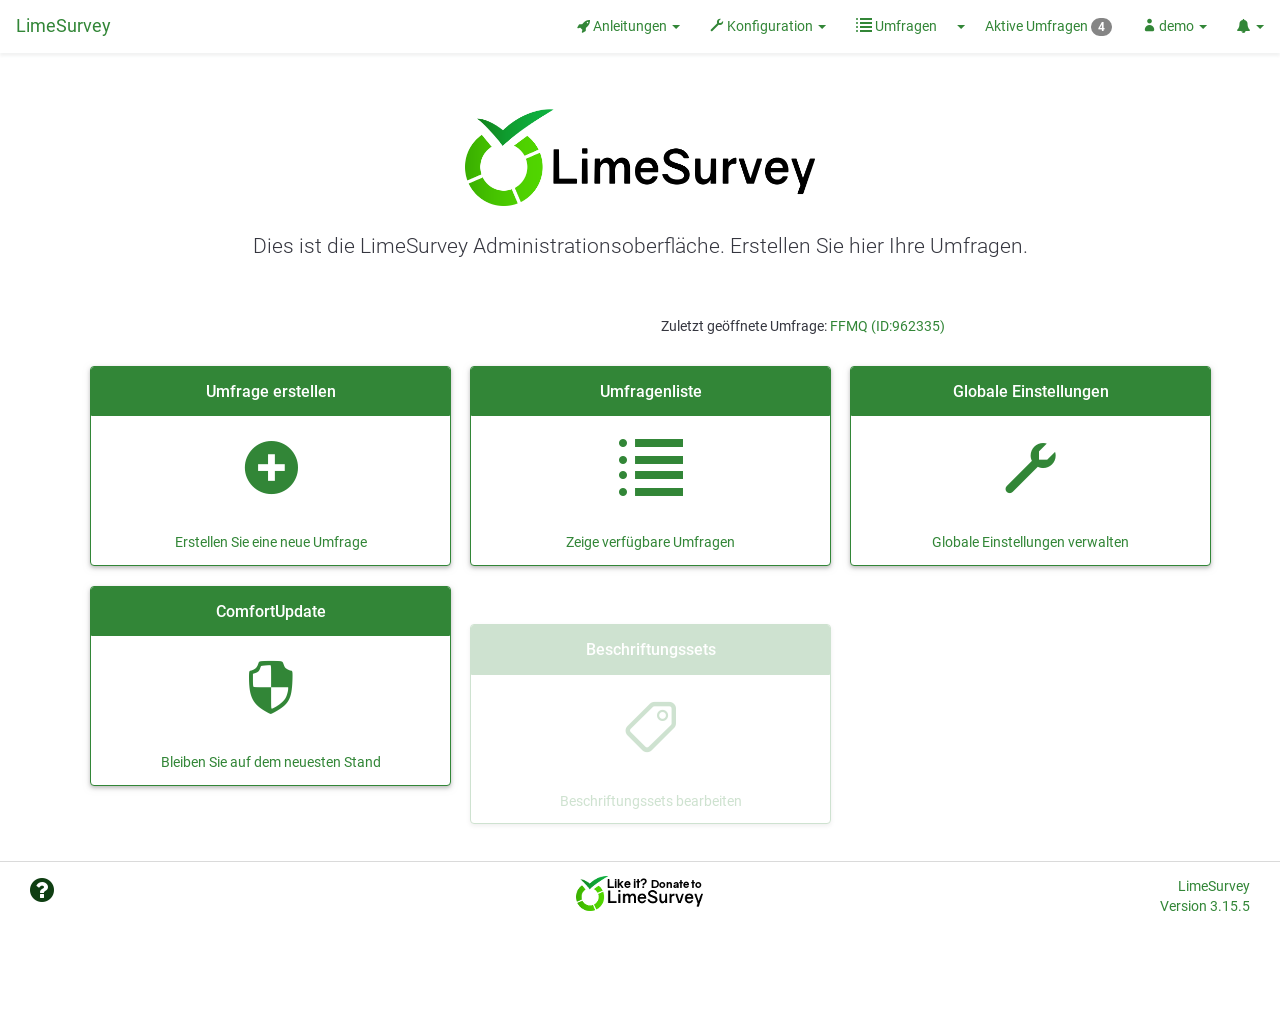 LimeSurvey
Anleitungen
Konfiguration
Umfragen
Aktive Umfragen 4
demo
LimeSurvey
Dies ist die LimeSurvey Administrationsoberfläche. Erstellen Sie hier Ihre Umfragen.
Zuletzt geöffnete Umfrage: FFMQ (ID:962335)
Umfrage erstellen
Erstellen Sie eine neue Umfrage
Umfragenliste
Zeige verfügbare Umfragen
Globale Einstellungen
Globale Einstellungen verwalten
ComfortUpdate
Bleiben Sie auf dem neuesten Stand
Beschriftungssets
Beschriftungssets bearbeiten
Like it? Donate to
LimeSurvey
LimeSurvey
Version 3.15.5